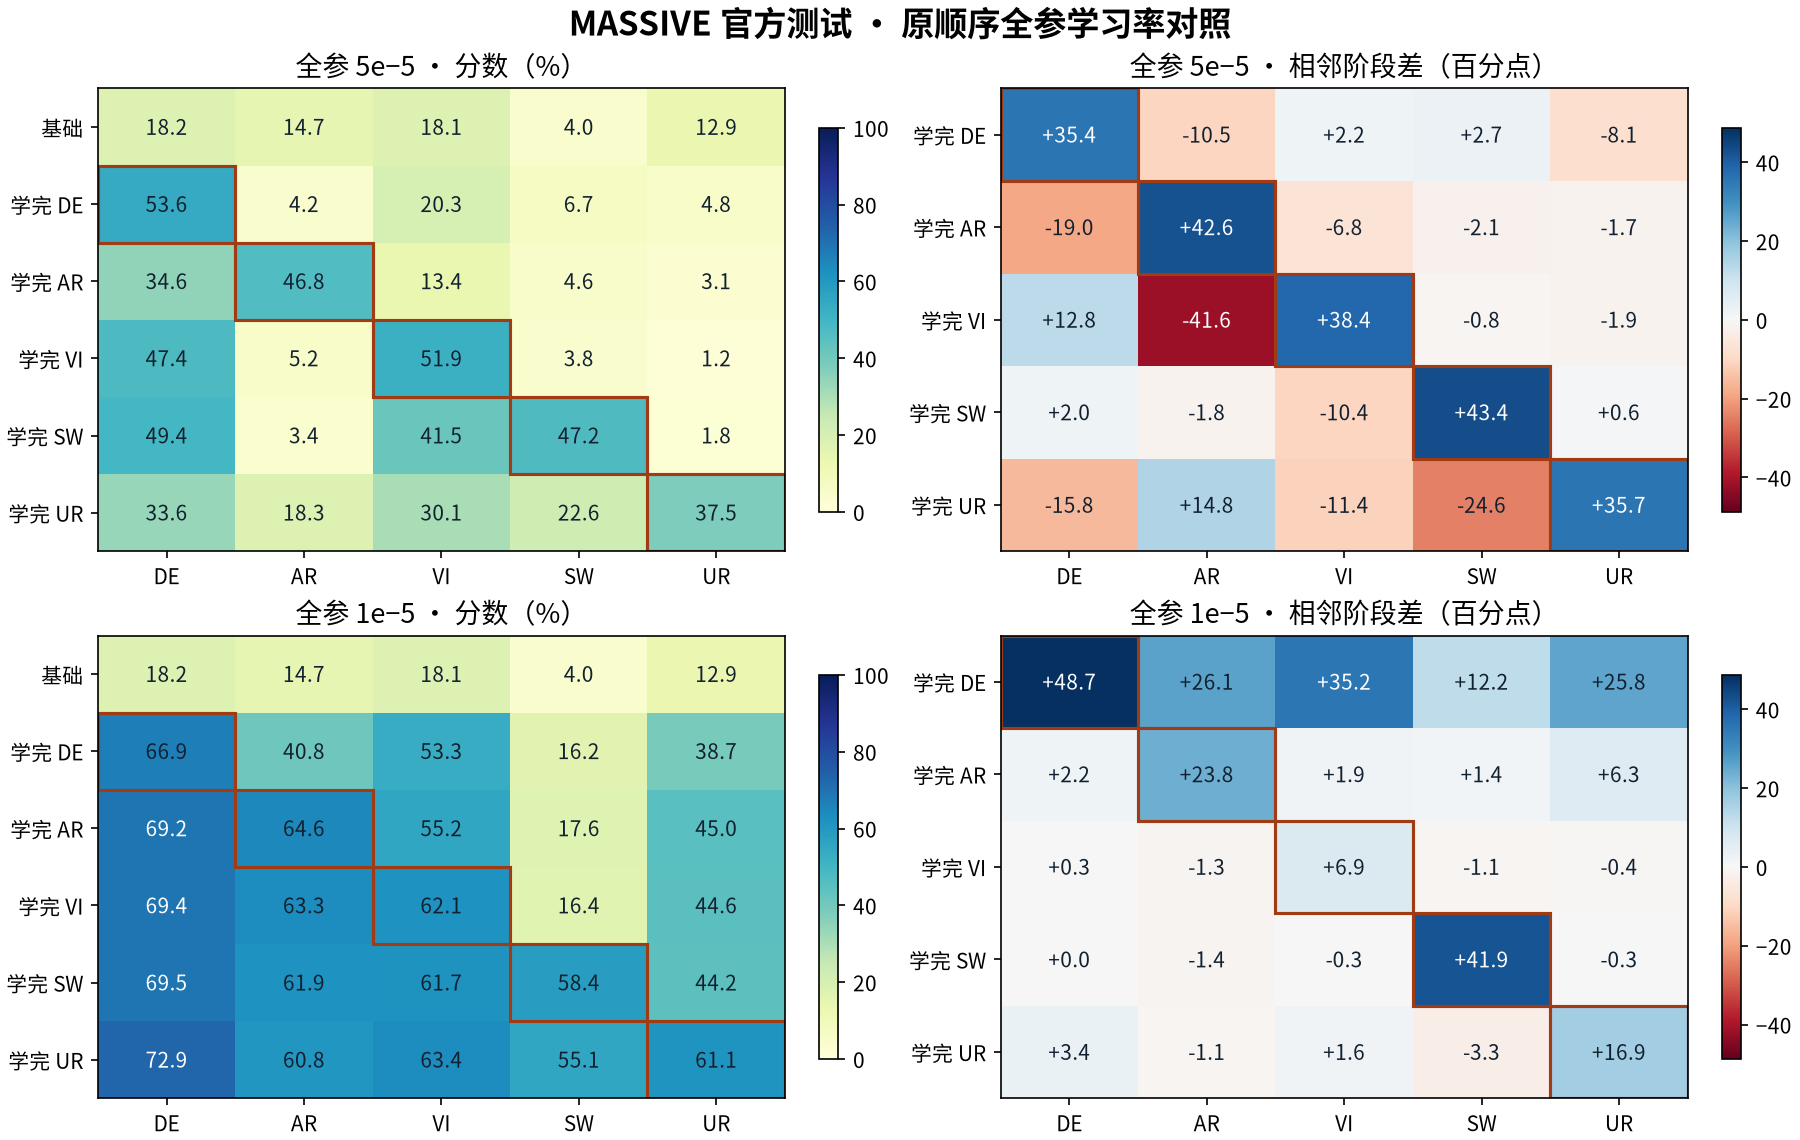 MASSIVE 官方测试 · 原顺序全参学习率对照
全参 5e−5 · 分数（%）
基础 18.2 14.7 18.1 4.0 12.9
学完 DE 53.6 4.2 20.3 6.7 4.8
学完 AR 34.6 46.8 13.4 4.6 3.1
学完 VI 47.4 5.2 51.9 3.8 1.2
学完 SW 49.4 3.4 41.5 47.2 1.8
学完 UR 33.6 18.3 30.1 22.6 37.5
DE AR VI SW UR
100
80
60
40
20
0
全参 5e−5 · 相邻阶段差（百分点）
学完 DE +35.4 -10.5 +2.2 +2.7 -8.1
学完 AR -19.0 +42.6 -6.8 -2.1 -1.7
学完 VI +12.8 -41.6 +38.4 -0.8 -1.9
学完 SW +2.0 -1.8 -10.4 +43.4 +0.6
学完 UR -15.8 +14.8 -11.4 -24.6 +35.7
DE AR VI SW UR
40
20
0
−20
−40
全参 1e−5 · 分数（%）
基础 18.2 14.7 18.1 4.0 12.9
学完 DE 66.9 40.8 53.3 16.2 38.7
学完 AR 69.2 64.6 55.2 17.6 45.0
学完 VI 69.4 63.3 62.1 16.4 44.6
学完 SW 69.5 61.9 61.7 58.4 44.2
学完 UR 72.9 60.8 63.4 55.1 61.1
DE AR VI SW UR
100
80
60
40
20
0
全参 1e−5 · 相邻阶段差（百分点）
学完 DE +48.7 +26.1 +35.2 +12.2 +25.8
学完 AR +2.2 +23.8 +1.9 +1.4 +6.3
学完 VI +0.3 -1.3 +6.9 -1.1 -0.4
学完 SW +0.0 -1.4 -0.3 +41.9 -0.3
学完 UR +3.4 -1.1 +1.6 -3.3 +16.9
DE AR VI SW UR
40
20
0
−20
−40